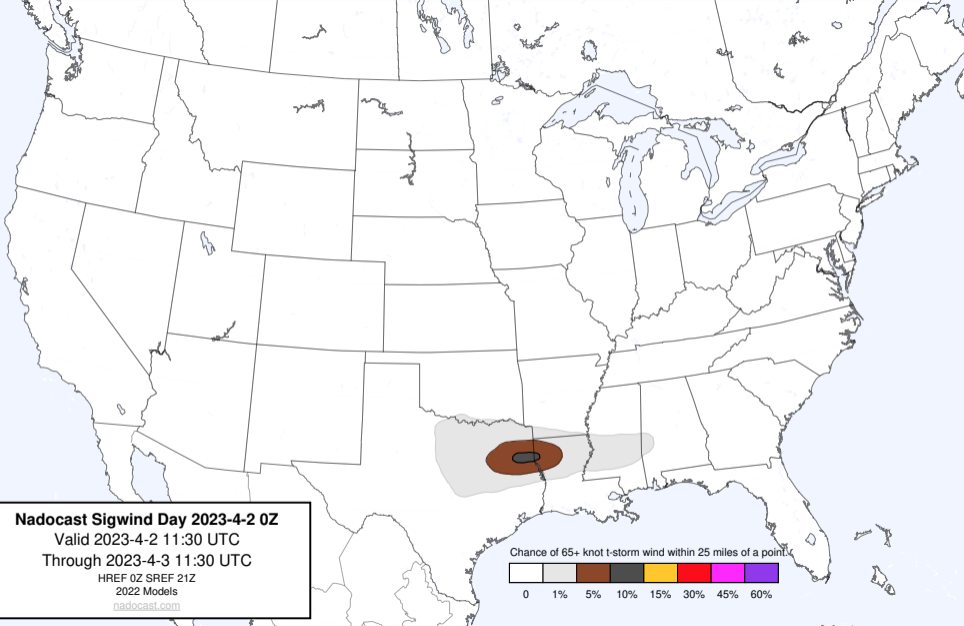 Nadocast Sigwind Day 2023-4-2 0Z
Valid 2023-4-2 11:30 UTC
Through 2023-4-3 11:30 UTC
HREF 0Z SREF 21Z
2022 Models
nadocast.com
Chance of 65+ knot t-storm wind within 25 miles of a point.
0 1% 5% 10% 15% 30% 45% 60%